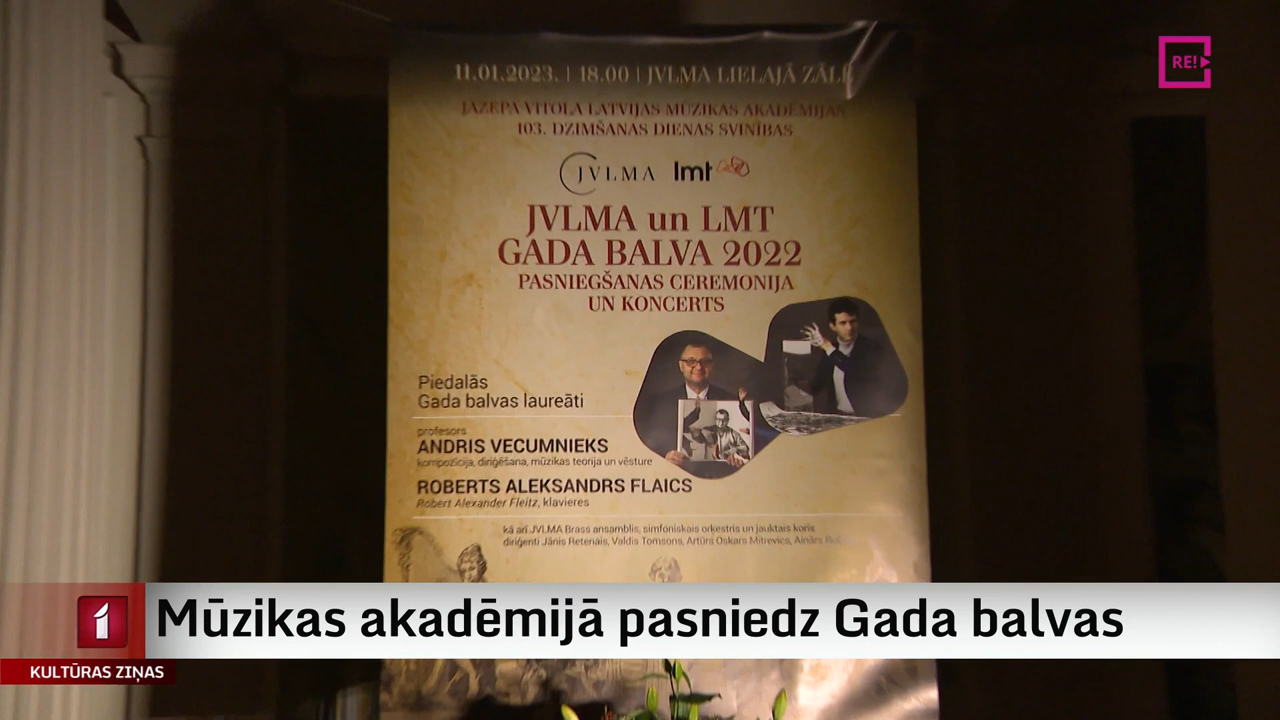 RE!
11.01.2023. | 18.00 | JVLMA LIELAJĀ ZĀLĒ
JĀZEPA VĪTOLA LATVIJAS MŪZIKAS AKADĒMIJAS
103. DZIMŠANAS DIENAS SVINĪBAS
JVLMA lmt
JVLMA un LMT
GADA BALVA 2022
PASNIEGŠANAS CEREMONIJA
UN KONCERTS
Piedalās
Gada balvas laureāti
profesors
ANDRIS VECUMNIEKS
kompozīcija, diriģēšana, mūzikas teorija un vēsture
ROBERTS ALEKSANDRS FLAICS
Robert Alexander Fleitz, klavieres
kā arī JVLMA Brass ansamblis, simfoniskais orķestris un jauktais koris
diriģenti Jānis Retenais, Valdis Tomsons, Artūrs Oskars Mitrevics, Ainārs
1 Mūzikas akadēmijā pasniedz Gada balvas
KULTŪRAS ZIŅAS